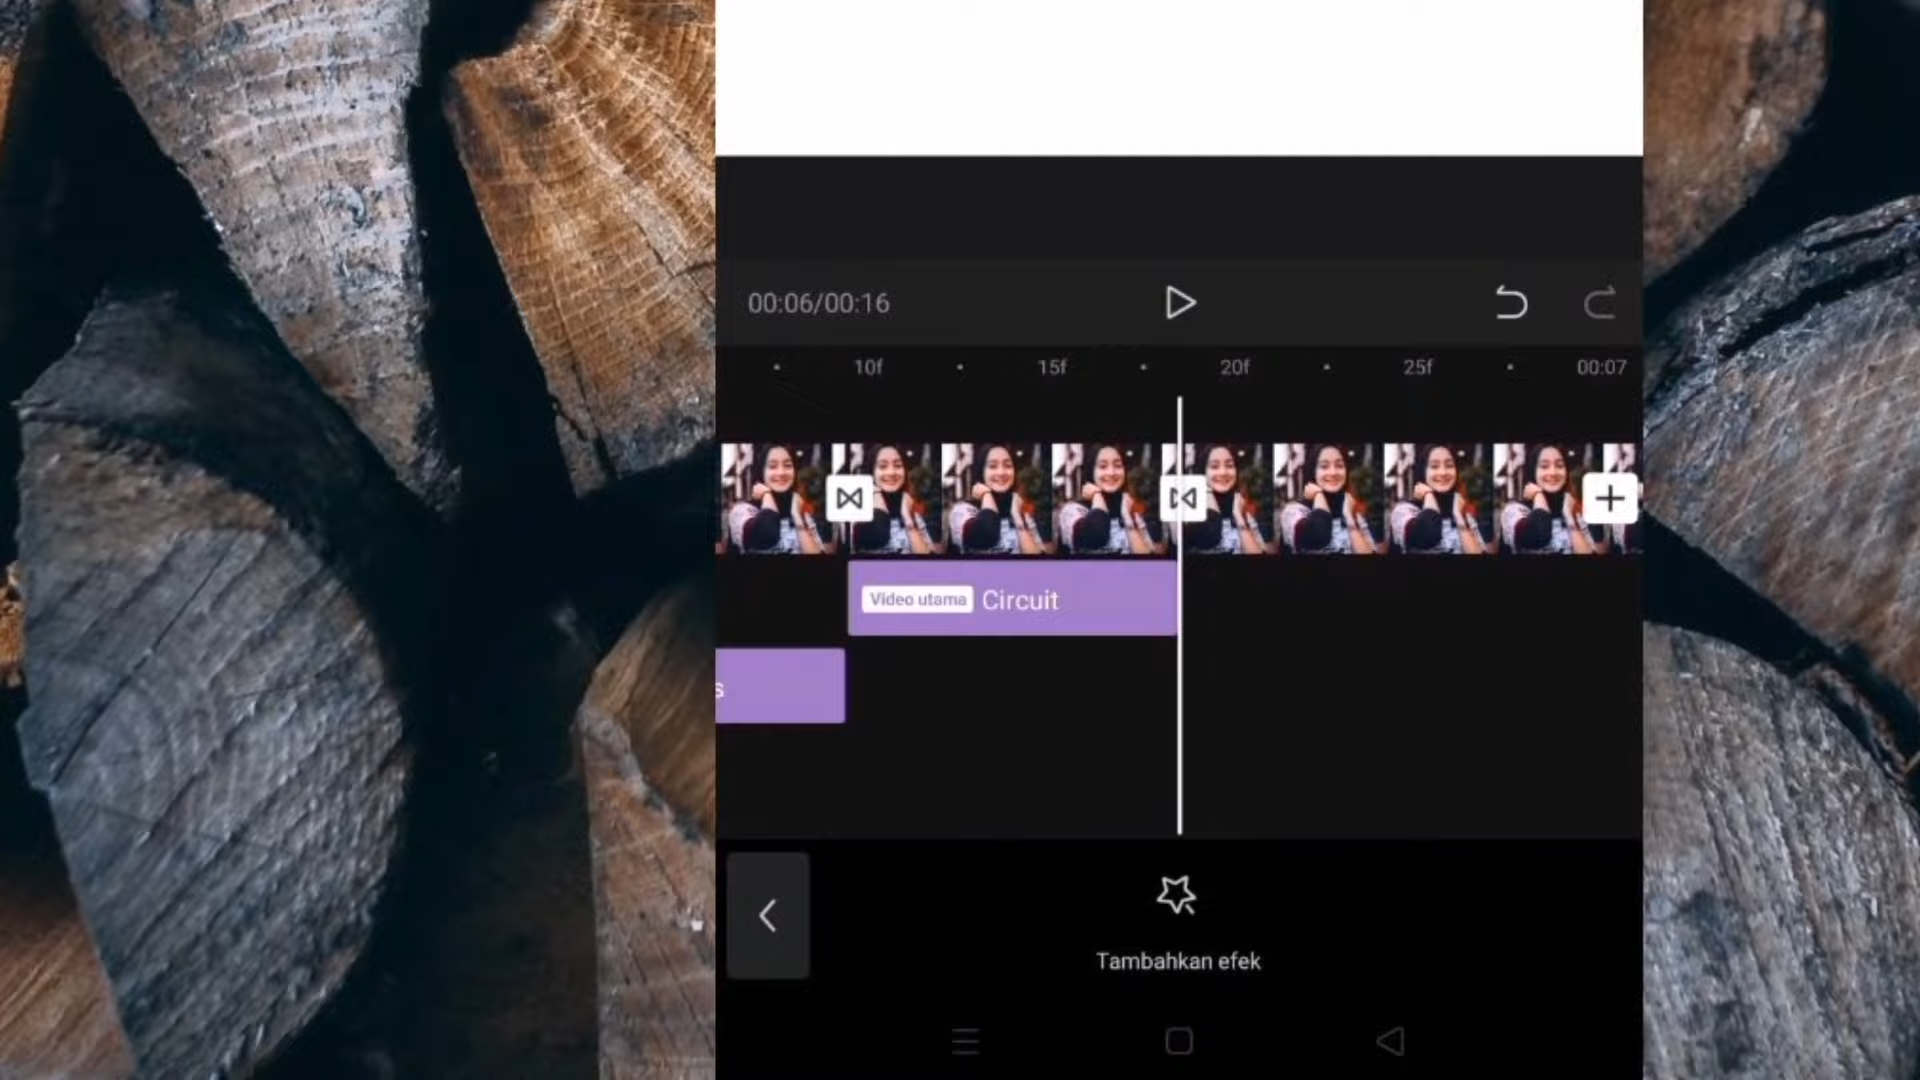 00:06/00:16
10f 15f 20f 25f 00:07
Video utama Circuit
s
Tambahkan efek